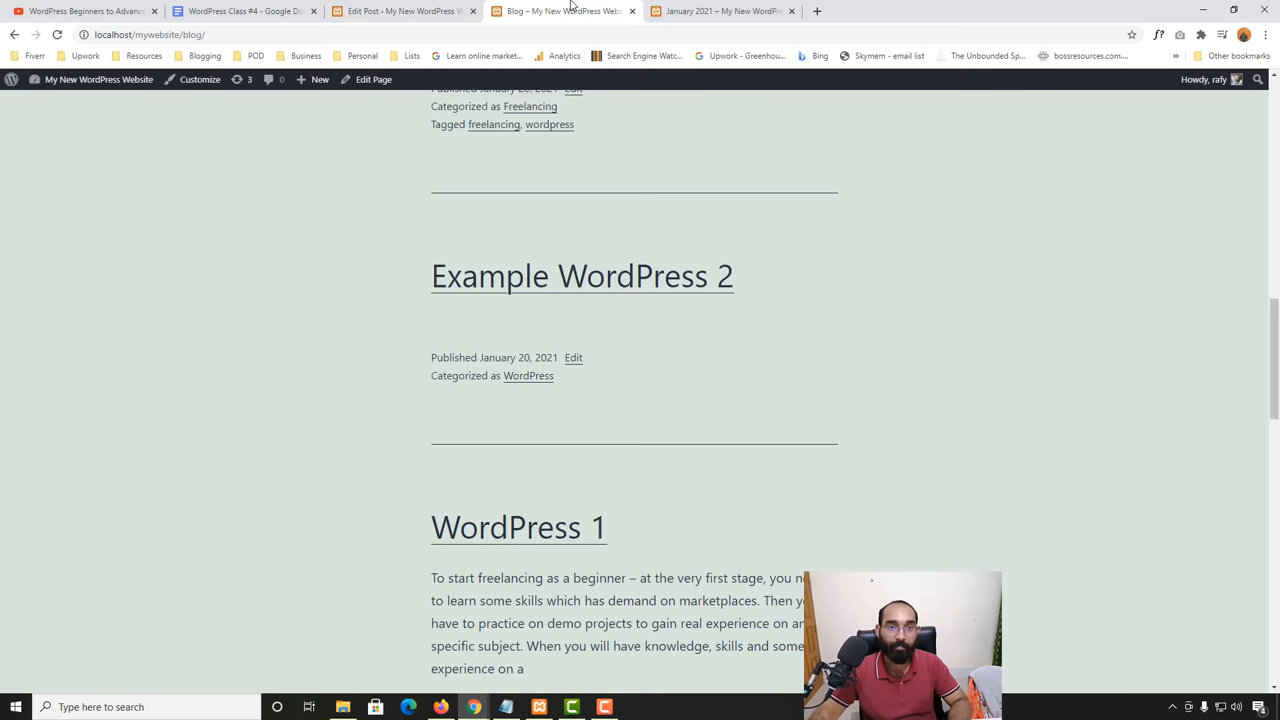 WordPress Beginners to Advanc
WordPress Class #4 - Google Do
Edit Post ‹ My New WordPress W
Blog – My New WordPress Web
January 2021 – My New WordPr
localhost/mywebsite/blog/
Fiverr
Upwork
Resources
Blogging
POD
Business
Lists
Learn online market...
Analytics
Search Engine Watc...
Upwork - Greenhou...
Bing
Skymem - email list
The Unbounded Sp...
bossresources.com...
»
Other bookmarks
My New WordPress Website
Customize
3
0
New
Edit Page
Howdy, rafy
Published January 20, 2021 Edit
Categorized as Freelancing
Tagged freelancing, wordpress
Example WordPress 2
Published January 20, 2021 Edit
Categorized as WordPress
WordPress 1
To start freelancing as a beginner – at the very first stage, you
to learn some skills which has demand on marketplaces. Then
have to practice on demo projects to gain real experience on
specific subject. When you will have knowledge, skills and some
experience on a
Type here to search